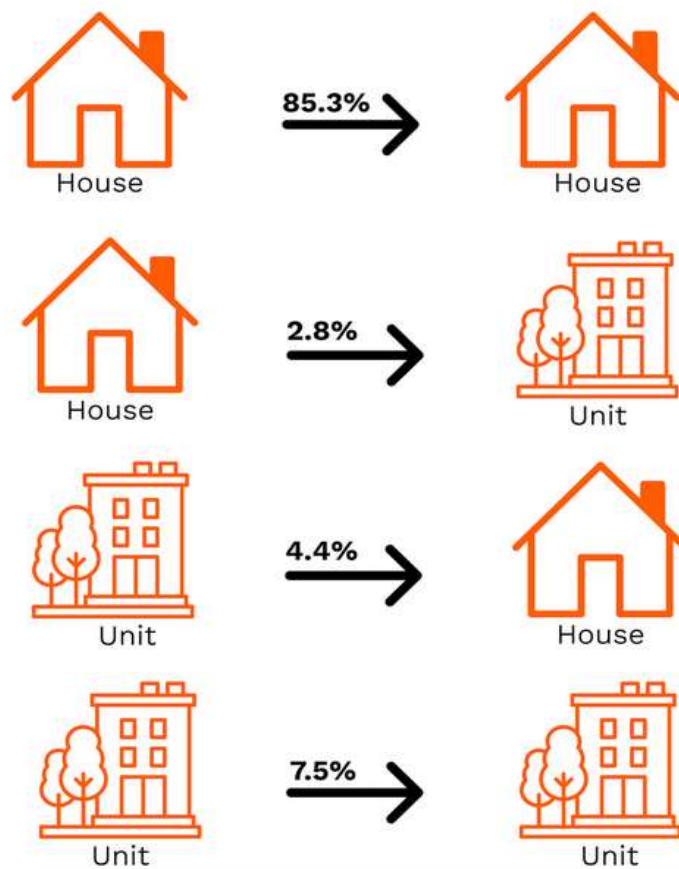 85.3%
House House
2.8%
House Unit
4.4%
Unit House
7.5%
Unit Unit